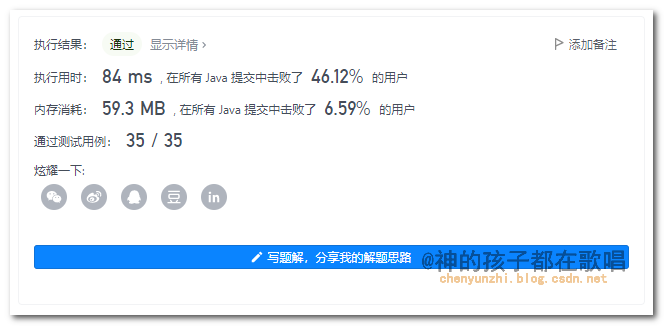 执行结果： 通过 显示详情 › 添加备注
执行用时： 84 ms , 在所有 Java 提交中击败了 46.12% 的用户
内存消耗： 59.3 MB , 在所有 Java 提交中击败了 6.59% 的用户
通过测试用例： 35 / 35
炫耀一下:
豆 in
写题解，分享我的解题思路
@神的孩子都在歌唱
chenyunzhi.blog.csdn.net